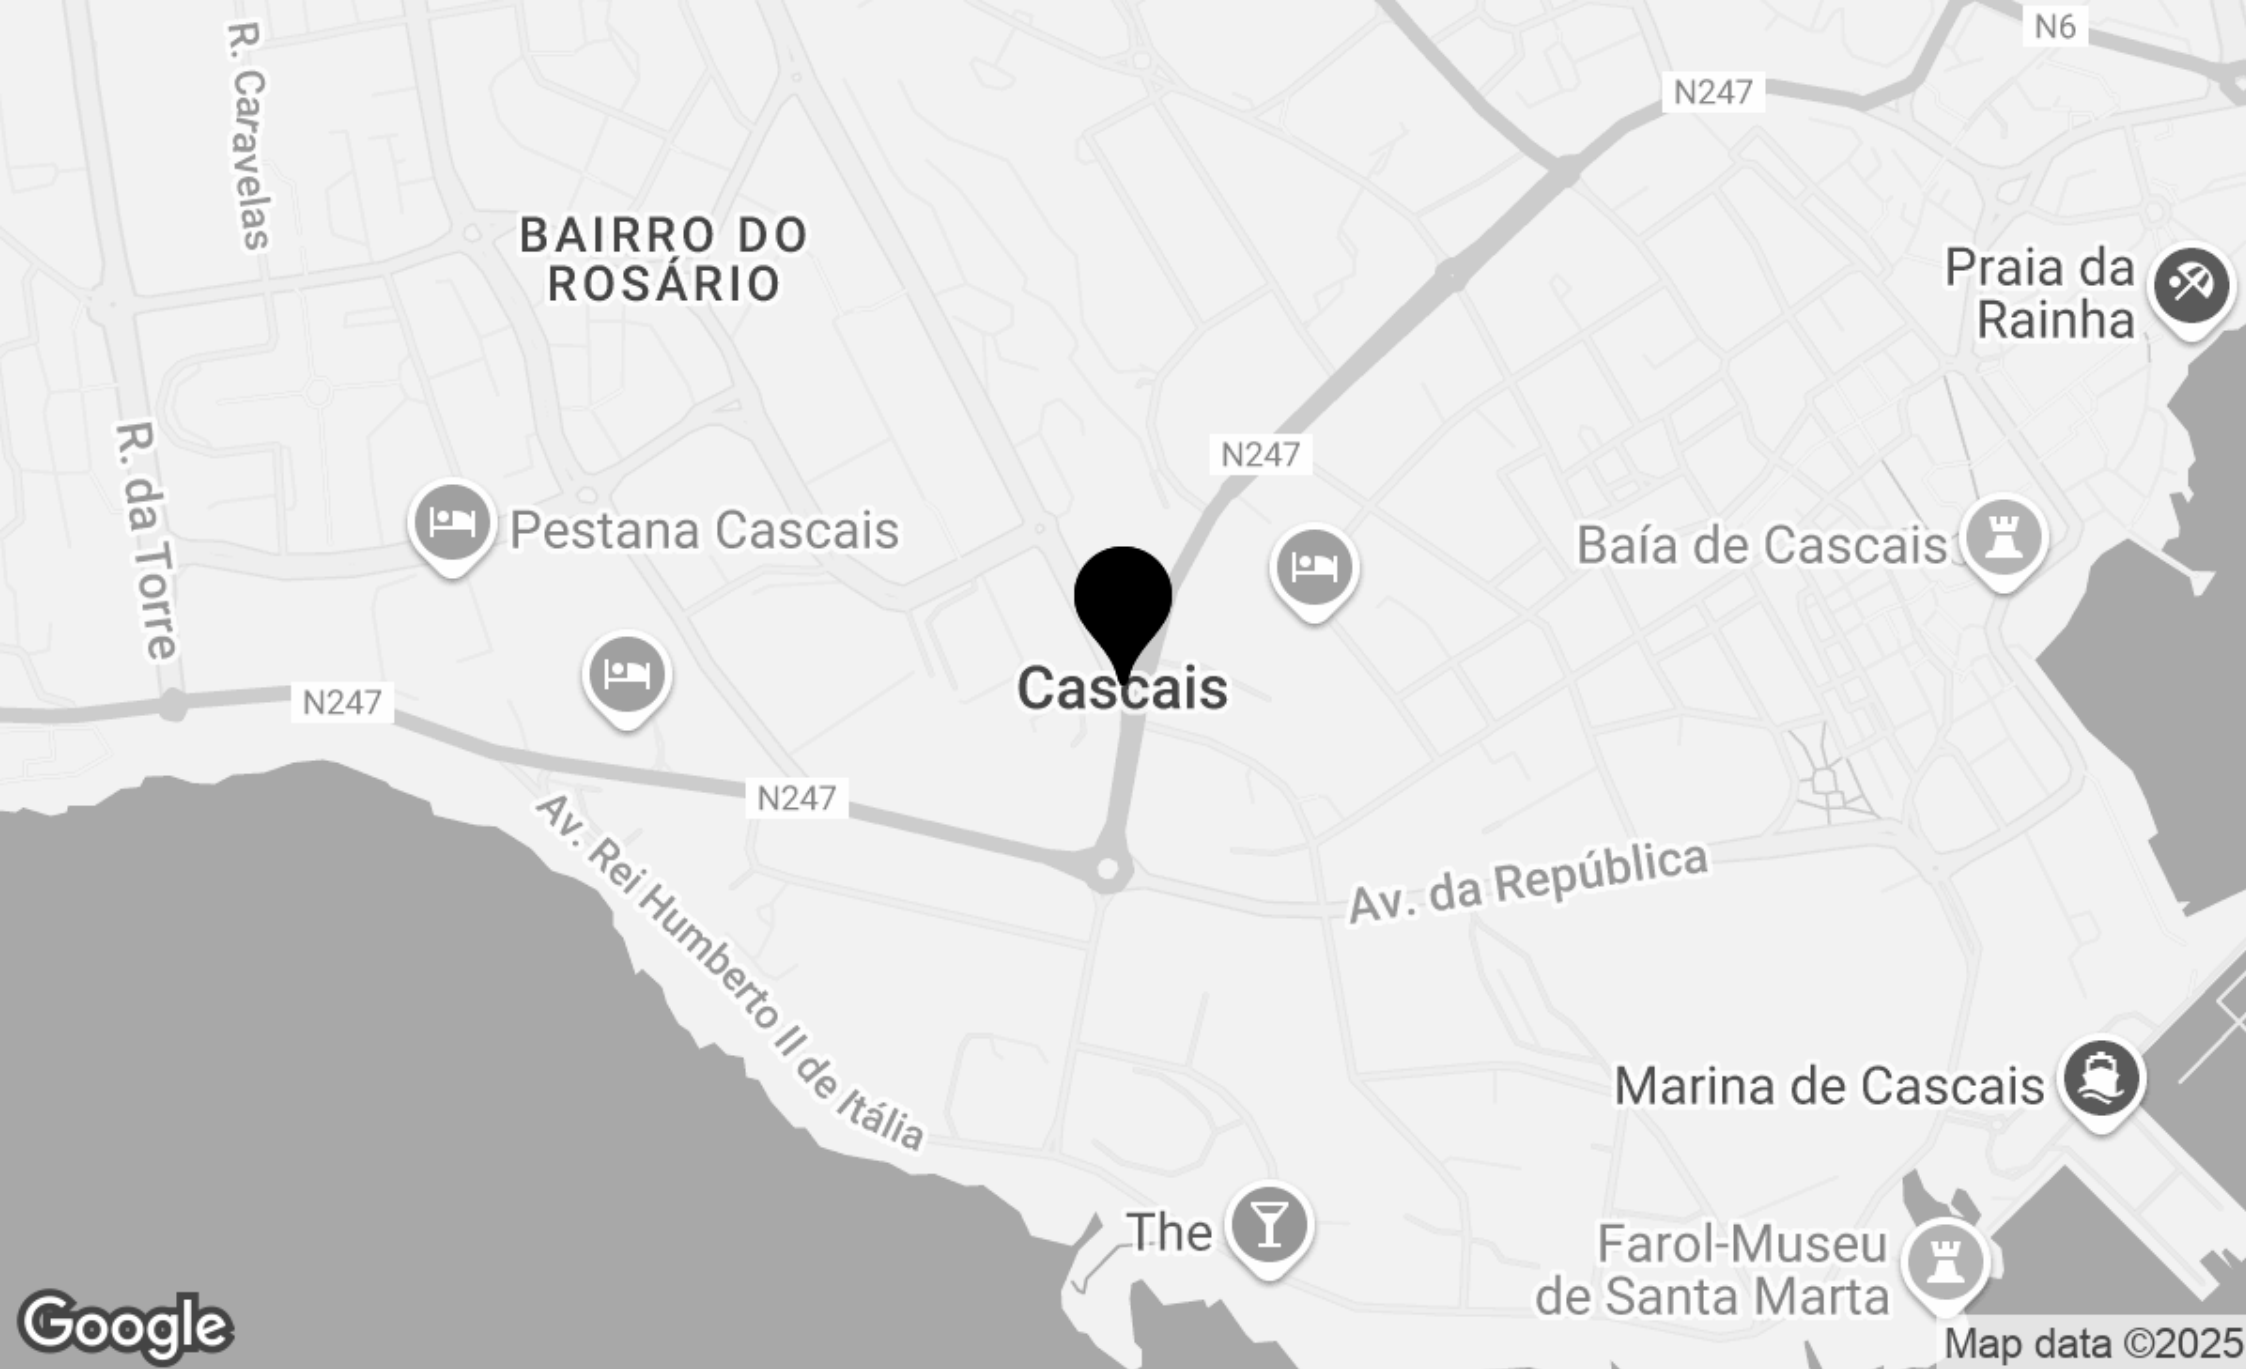 N6
R. Caravelas
N247
BAIRRO DO
ROSÁRIO
Praia da
Rainha
R. da Torre
N247
Pestana Cascais
Baía de Cascais
Cascais
N247
N247
Av. Rei Humberto II de Itália
Av. da República
Marina de Cascais
The
Farol-Museu
de Santa Marta
Google
Map data ©2025